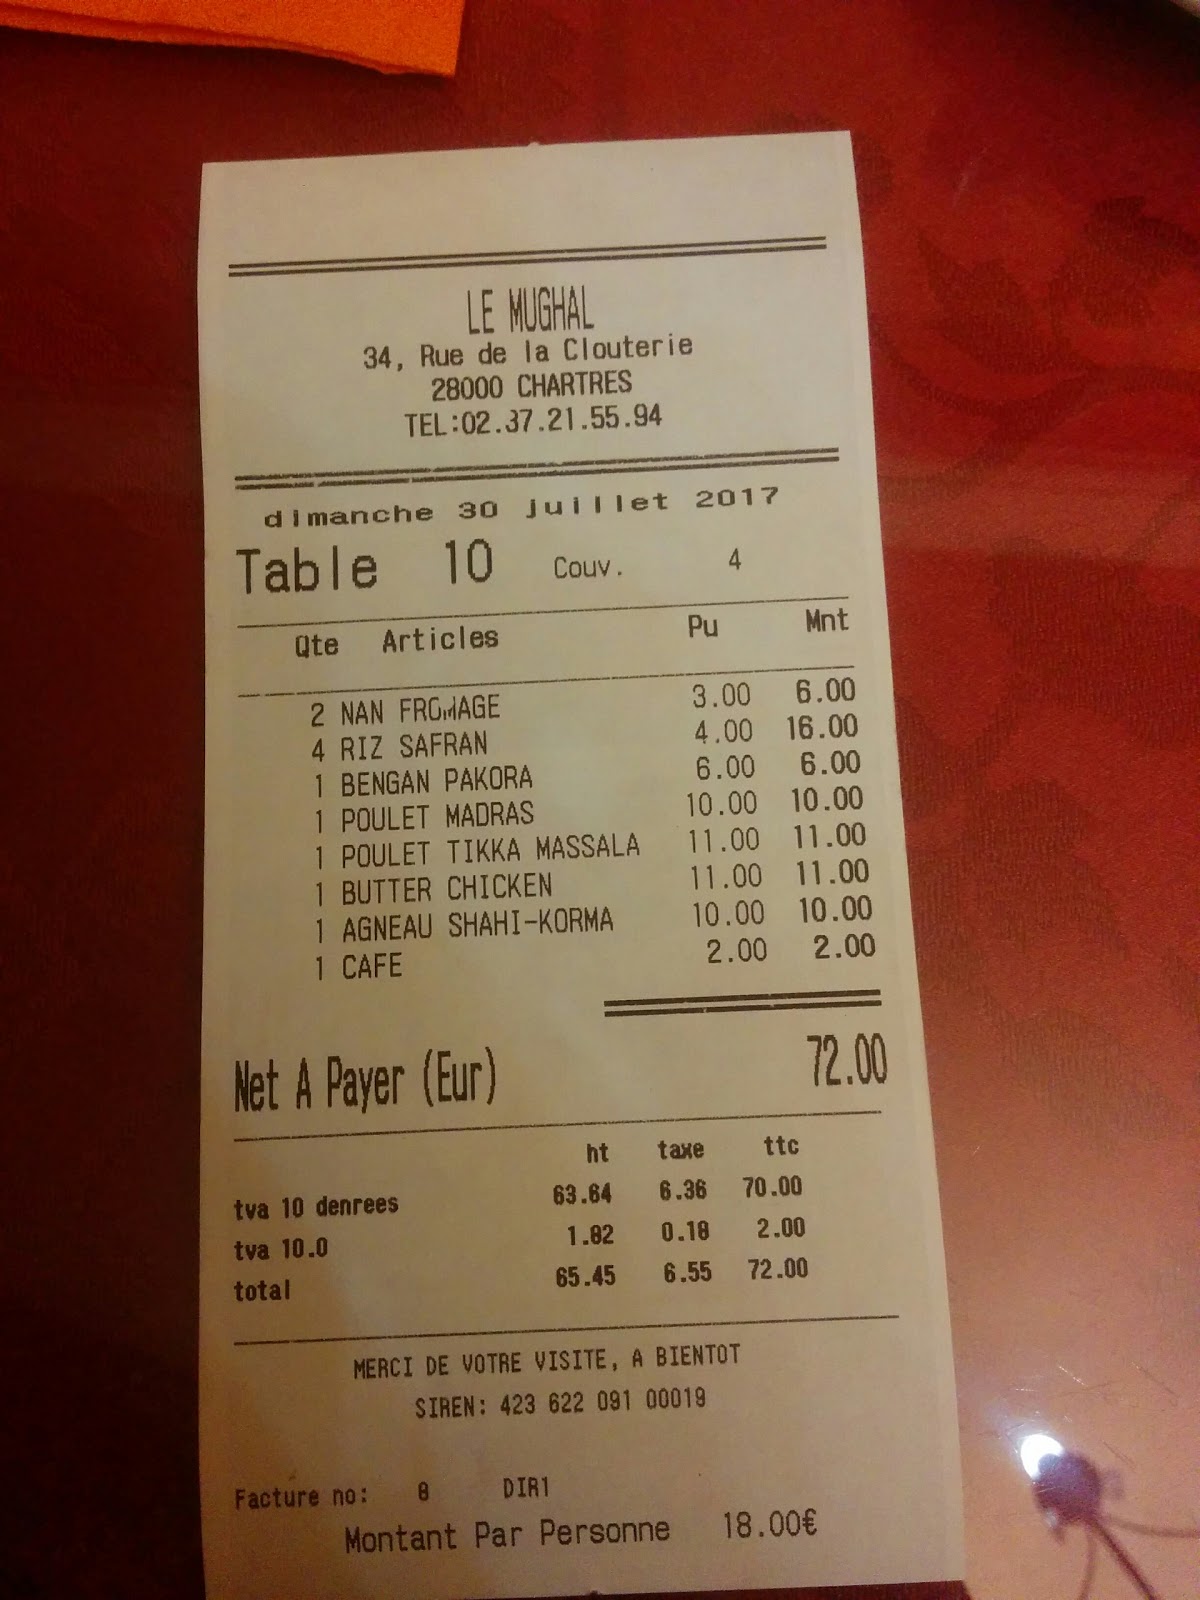 LE MUGHAL
34, Rue de la Clouterie
28000 CHARTRES
TEL:02.37.21.55.94
dimanche 30 juillet 2017
Table 10 Couv. 4
Qte Articles Pu Mnt
2 NAN FROMAGE 3.00 6.00
4 RIZ SAFRAN 4.00 16.00
1 BENGAN PAKORA 6.00 6.00
1 POULET MADRAS 10.00 10.00
1 POULET TIKKA MASSALA 11.00 11.00
1 BUTTER CHICKEN 11.00 11.00
1 AGNEAU SHAHI-KORMA 10.00 10.00
1 CAFE 2.00 2.00
Net A Payer (Eur) 72.00
ht taxe ttc
tva 10 denrees 63.64 6.36 70.00
tva 10.0 1.82 0.18 2.00
total 65.45 6.55 72.00
MERCI DE VOTRE VISITE, A BIENTOT
SIREN: 423 622 091 00019
Facture no: 8 DIR1
Montant Par Personne 18.00€